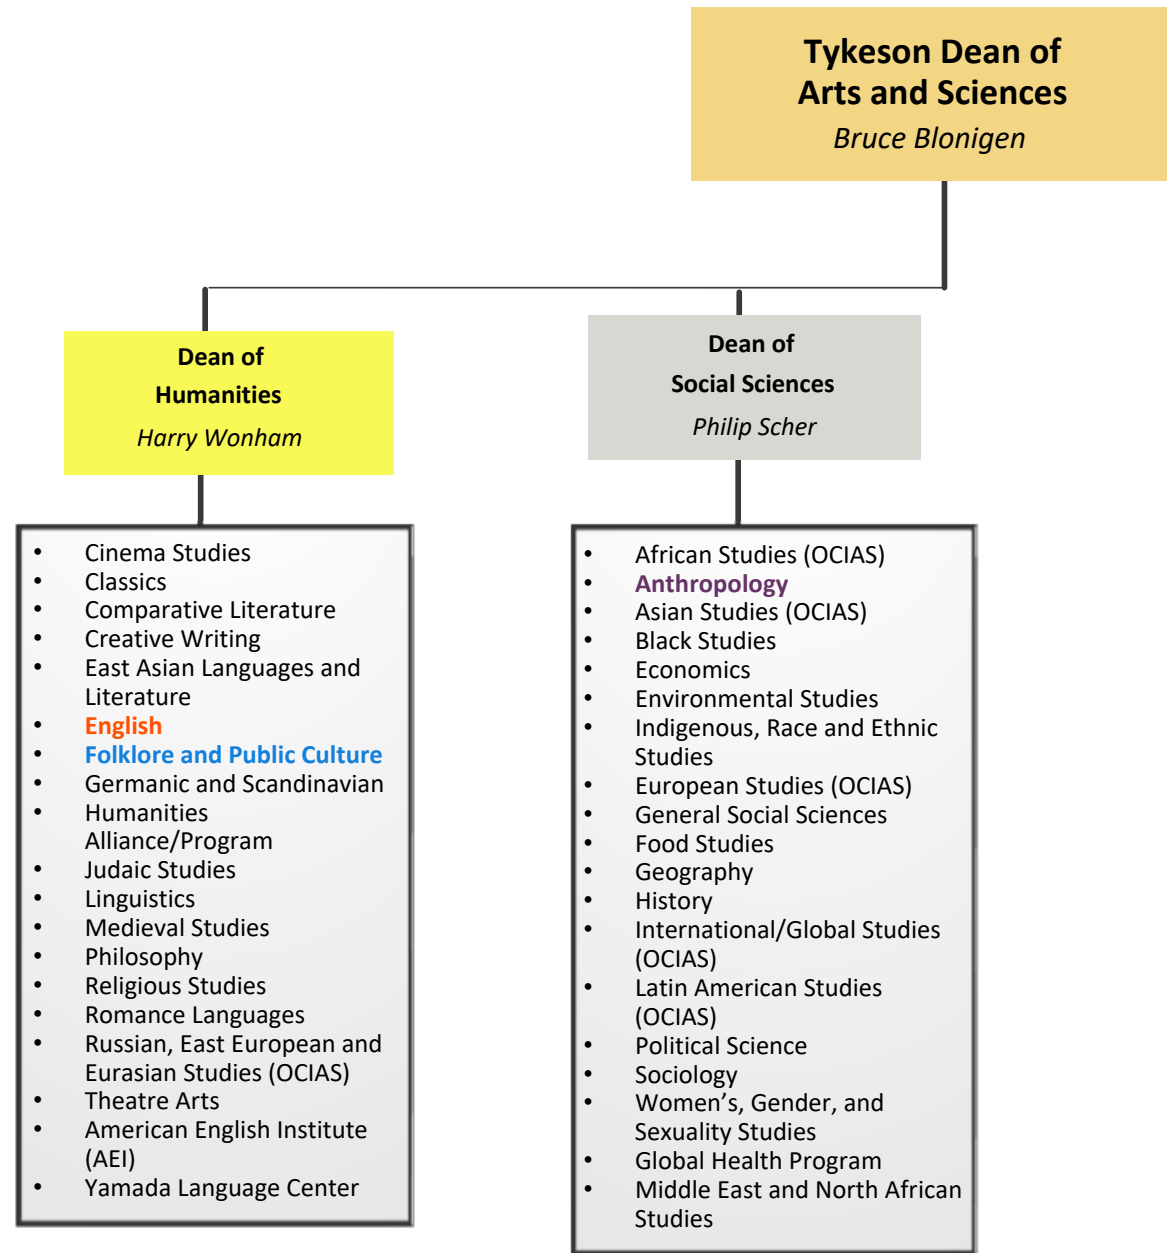 Tykeson Dean of
Arts and Sciences
Bruce Blonigen
Dean of
Humanities
Harry Wonham
Dean of
Social Sciences
Philip Scher
• Cinema Studies
• Classics
• Comparative Literature
• Creative Writing
• East Asian Languages and
Literature
• English
• Folklore and Public Culture
• Germanic and Scandinavian
• Humanities
Alliance/Program
• Judaic Studies
• Linguistics
• Medieval Studies
• Philosophy
• Religious Studies
• Romance Languages
• Russian, East European and
Eurasian Studies (OCIAS)
• Theatre Arts
• American English Institute
(AEI)
• Yamada Language Center
• African Studies (OCIAS)
• Anthropology
• Asian Studies (OCIAS)
• Black Studies
• Economics
• Environmental Studies
• Indigenous, Race and Ethnic
Studies
• European Studies (OCIAS)
• General Social Sciences
• Food Studies
• Geography
• History
• International/Global Studies
(OCIAS)
• Latin American Studies
(OCIAS)
• Political Science
• Sociology
• Women’s, Gender, and
Sexuality Studies
• Global Health Program
• Middle East and North African
Studies